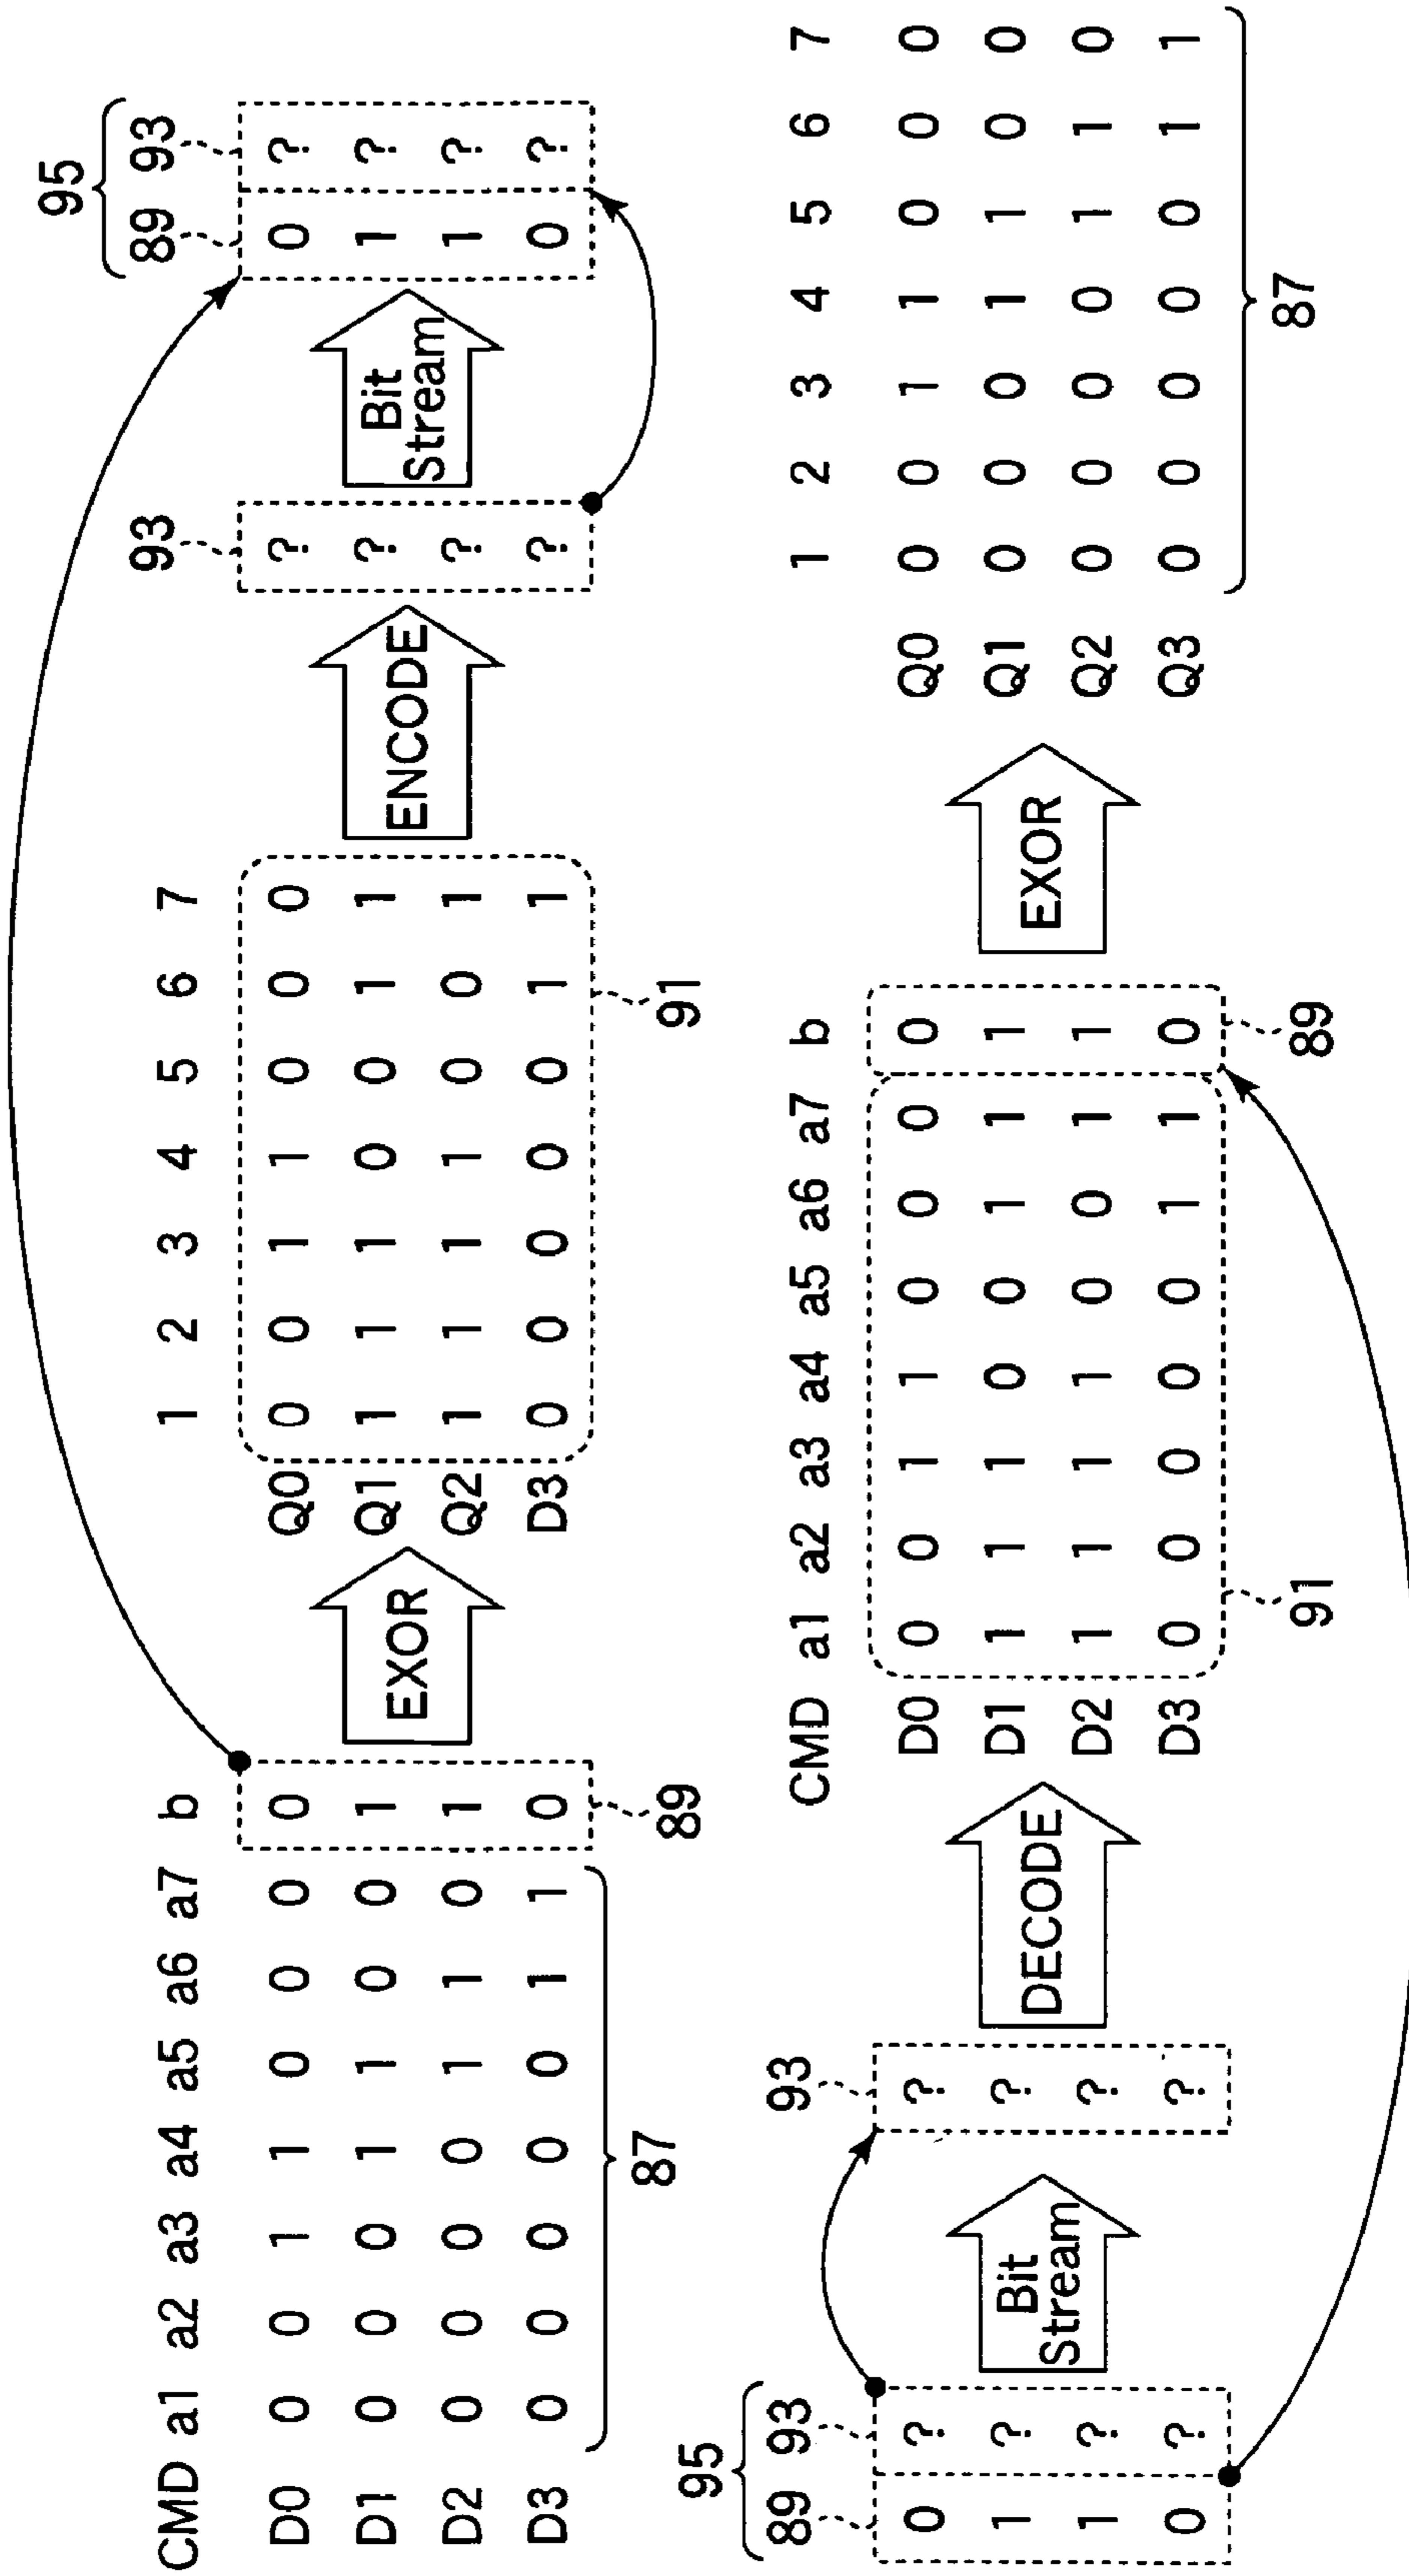 CMD a1 a2 a3 a4 a5 a6 a7 b
D0 0 0 1 1 0 0 0 0
D1 0 0 0 1 1 0 0 1
D2 0 0 0 0 1 1 0 1
D3 0 0 0 0 0 1 1 0
87
89
EXOR
1 2 3 4 5 6 7
Q0 0 0 1 1 0 0 0
Q1 1 1 1 0 0 1 1
Q2 1 1 1 1 0 0 1
D3 0 0 0 0 0 1 1
91
ENCODE
93
?
?
?
?
Bit
Stream
95
89 93
0 ?
1 ?
1 ?
0 ?
95
89 93
0 ?
1 ?
1 ?
0 ?
Bit
Stream
93
?
?
?
?
DECODE
CMD a1 a2 a3 a4 a5 a6 a7 b
D0 0 0 1 1 0 0 0 0
D1 1 1 1 0 0 1 1 1
D2 1 1 1 1 0 0 1 1
D3 0 0 0 0 0 1 1 0
91
89
EXOR
1 2 3 4 5 6 7
Q0 0 0 1 1 0 0 0
Q1 0 0 0 1 1 0 0
Q2 0 0 0 0 1 1 0
Q3 0 0 0 0 0 1 1
87